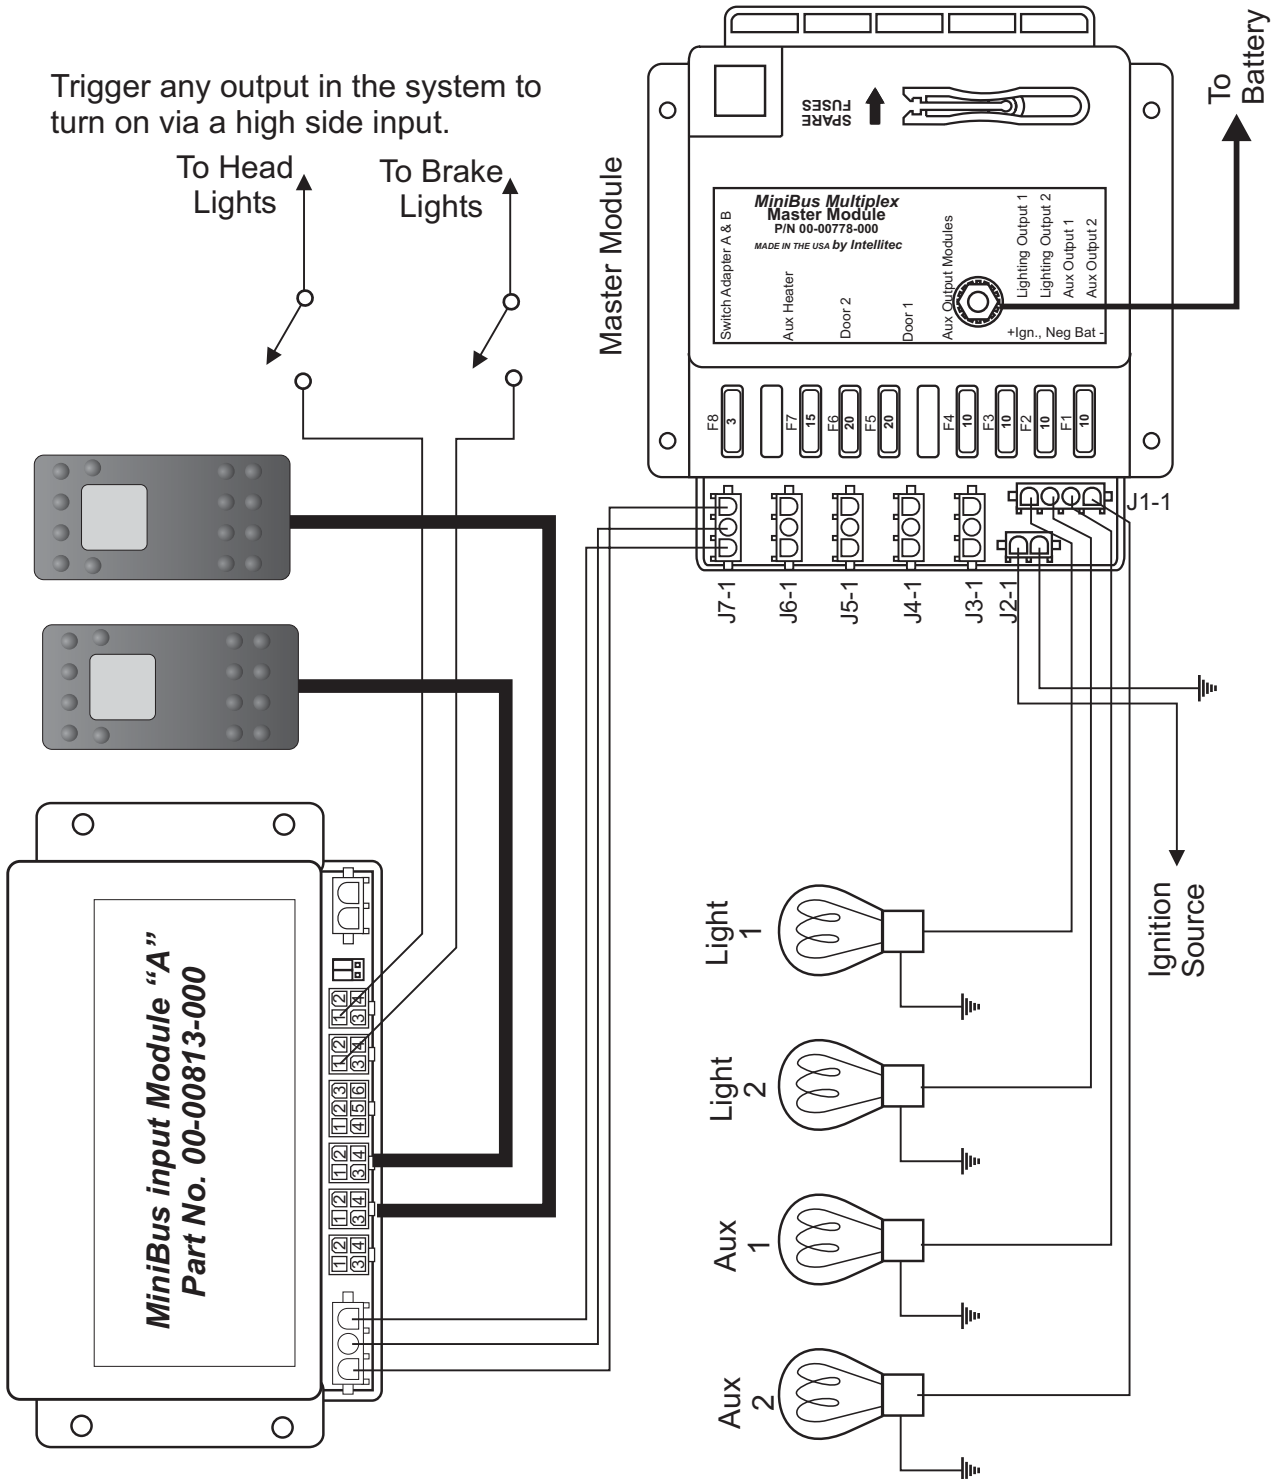 Trigger any output in the system to
turn on via a high side input.
To Head
Lights
To Brake
Lights
Master Module
SPARE
FUSES
To
Battery
MiniBus Multiplex
Master Module
P/N 00-00778-000
MADE IN THE USA by Intellitec
Switch Adapter A & B
Aux Heater
Door 2
Door 1
Aux Output Modules
Lighting Output 1
Lighting Output 2
Aux Output 1
Aux Output 2
+Ign., Neg Bat -
F8
3
F7
15
F6
20
F5
20
F4
10
F3
10
F2
10
F1
10
J7-1
J6-1
J5-1
J4-1
J3-1
J2-1
J1-1
Ignition
Source
Light
1
Light
2
Aux
1
Aux
2
MiniBus input Module “A”
Part No. 00-00813-000
1 2
3 4
1 2
3 4
1 2 3
4 5 6
1 2
3 4
1 2
3 4
1 2
3 4